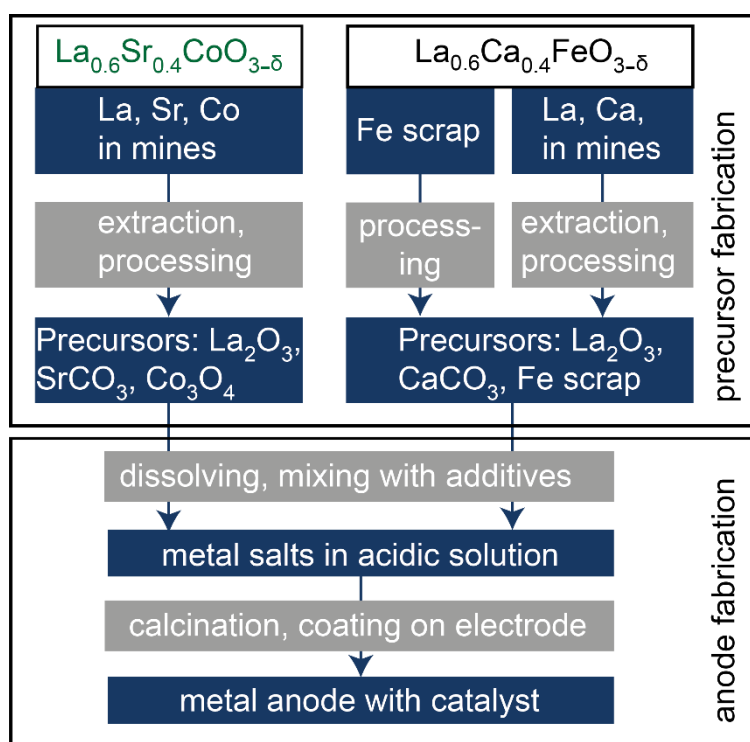 La₀.₆Sr₀.₄CoO₃₋δ
La, Sr, Co
in mines
extraction,
processing
Precursors: La₂O₃,
SrCO₃, Co₃O₄
La₀.₆Ca₀.₄FeO₃₋δ
Fe scrap
process-
ing
La, Ca,
in mines
extraction,
processing
Precursors: La₂O₃,
CaCO₃, Fe scrap
precursor fabrication
dissolving, mixing with additives
metal salts in acidic solution
calcination, coating on electrode
metal anode with catalyst
anode fabrication